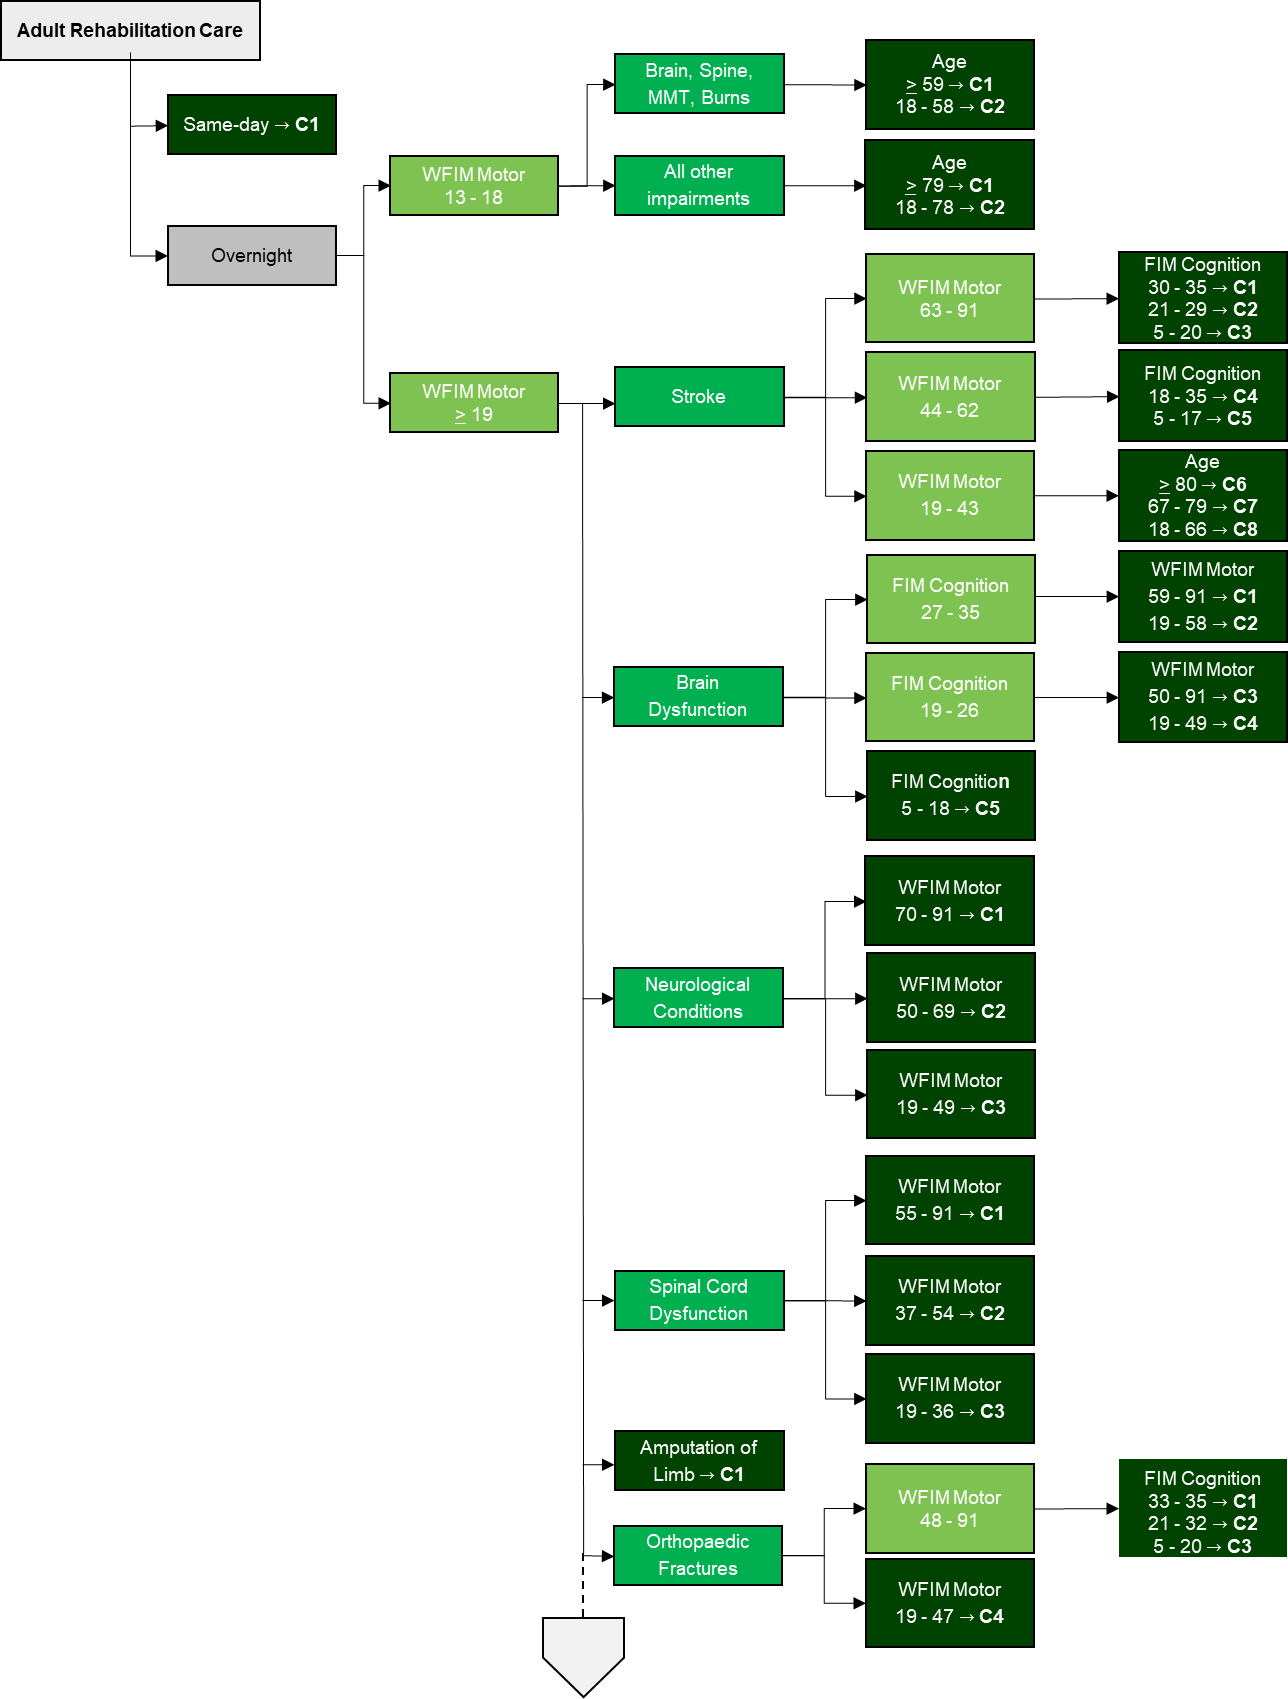 Adult Rehabilitation Care
Same-day → C1
Overnight
WFIM Motor
13 - 18
Brain, Spine,
MMT, Burns
Age
≥ 59 → C1
18 - 58 → C2
All other
impairments
Age
≥ 79 → C1
18 - 78 → C2
WFIM Motor
≥ 19
Stroke
WFIM Motor
63 - 91
FIM Cognition
30 - 35 → C1
21 - 29 → C2
5 - 20 → C3
WFIM Motor
44 - 62
FIM Cognition
18 - 35 → C4
5 - 17 → C5
WFIM Motor
19 - 43
Age
≥ 80 → C6
67 - 79 → C7
18 - 66 → C8
Brain
Dysfunction
FIM Cognition
27 - 35
WFIM Motor
59 - 91 → C1
19 - 58 → C2
FIM Cognition
19 - 26
WFIM Motor
50 - 91 → C3
19 - 49 → C4
FIM Cognition
5 - 18 → C5
Neurological
Conditions
WFIM Motor
70 - 91 → C1
WFIM Motor
50 - 69 → C2
WFIM Motor
19 - 49 → C3
Spinal Cord
Dysfunction
WFIM Motor
55 - 91 → C1
WFIM Motor
37 - 54 → C2
WFIM Motor
19 - 36 → C3
Amputation of
Limb → C1
Orthopaedic
Fractures
WFIM Motor
48 - 91
FIM Cognition
33 - 35 → C1
21 - 32 → C2
5 - 20 → C3
WFIM Motor
19 - 47 → C4